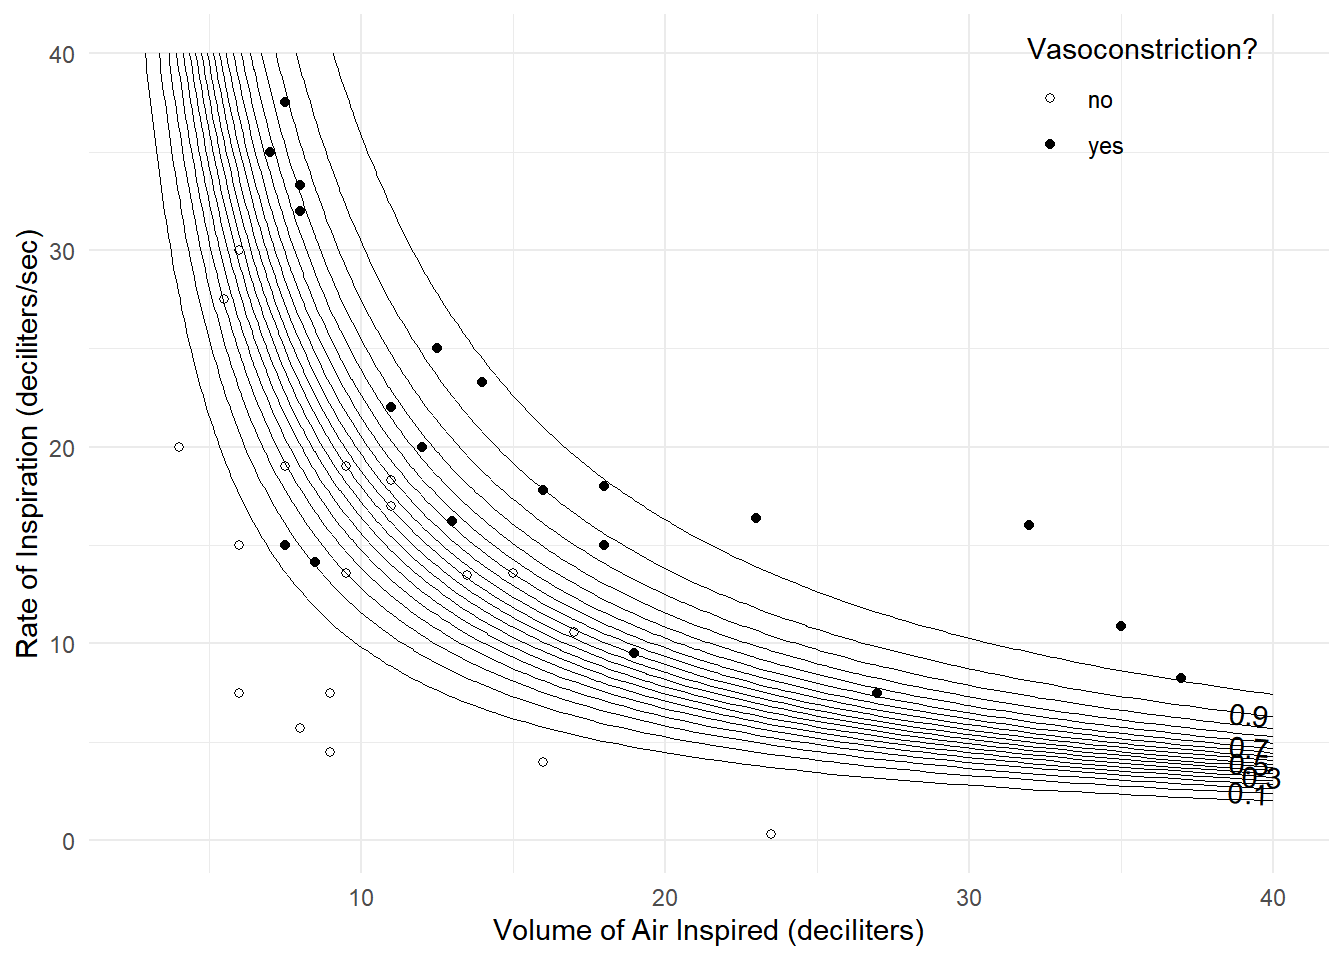 Vasoconstriction?
no
yes
Rate of Inspiration (deciliters/sec)
40
30
20
10
0
0.9
0.7
0.5
0.3
0.1
10
20
30
40
Volume of Air Inspired (deciliters)